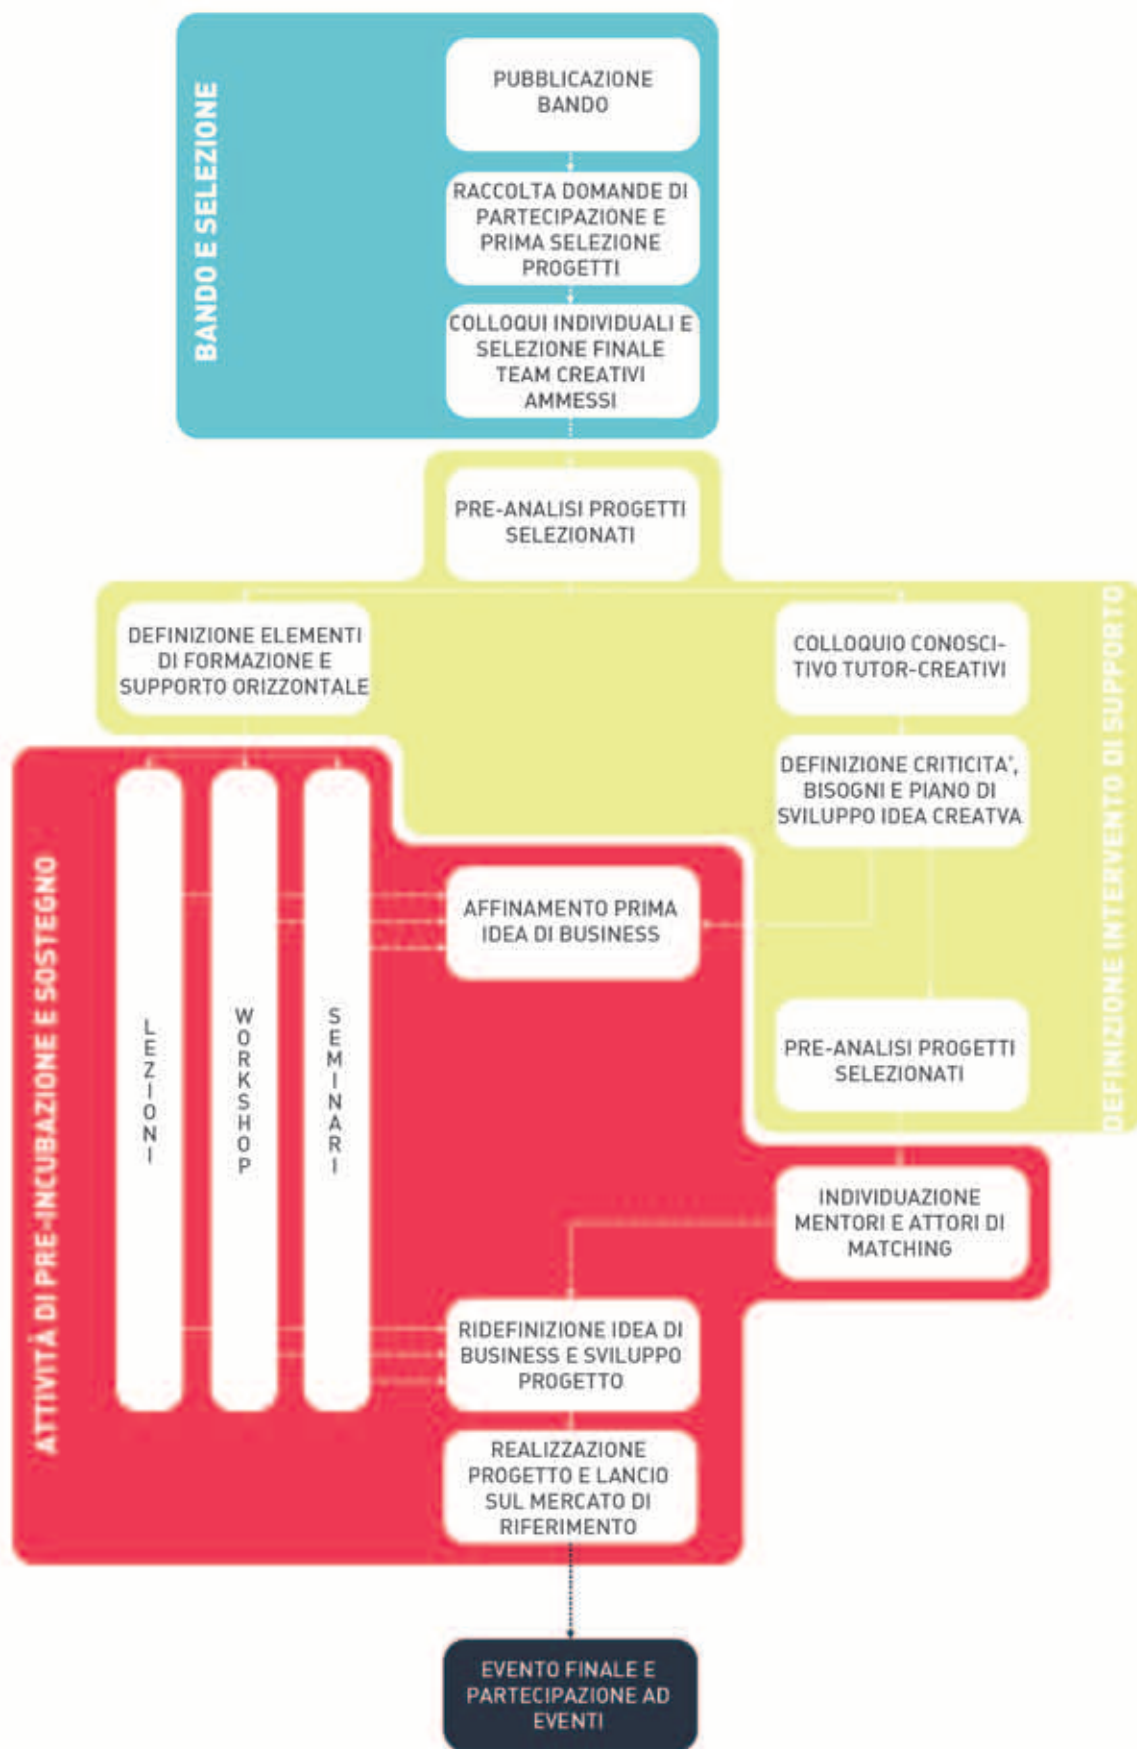 BANDO E SELEZIONE
PUBBLICAZIONE
BANDO
RACCOLTA DOMANDE DI
PARTECIPAZIONE E
PRIMA SELEZIONE
PROGETTI
COLLOQUI INDIVIDUALI E
SELEZIONE FINALE
TEAM CREATIVI
AMMESSI
PRE-ANALISI PROGETTI
SELEZIONATI
DEFINIZIONE INTERVENTO DI SUPPORTO
DEFINIZIONE ELEMENTI
DI FORMAZIONE E
SUPPORTO ORIZZONTALE
COLLOQUIO CONOSCI-
TIVO TUTOR-CREATIVI
DEFINIZIONE CRITICITA',
BISOGNI E PIANO DI
SVILUPPO IDEA CREATVA
ATTIVITÀ DI PRE-INCUBAZIONE E SOSTEGNO
LEZIONI
WORKSHOP
SEMINARI
AFFINAMENTO PRIMA
IDEA DI BUSINESS
PRE-ANALISI PROGETTI
SELEZIONATI
INDIVIDUAZIONE
MENTORI E ATTORI DI
MATCHING
RIDEFINIZIONE IDEA DI
BUSINESS E SVILUPPO
PROGETTO
REALIZZAZIONE
PROGETTO E LANCIO
SUL MERCATO DI
RIFERIMENTO
EVENTO FINALE E
PARTECIPAZIONE AD
EVENTI